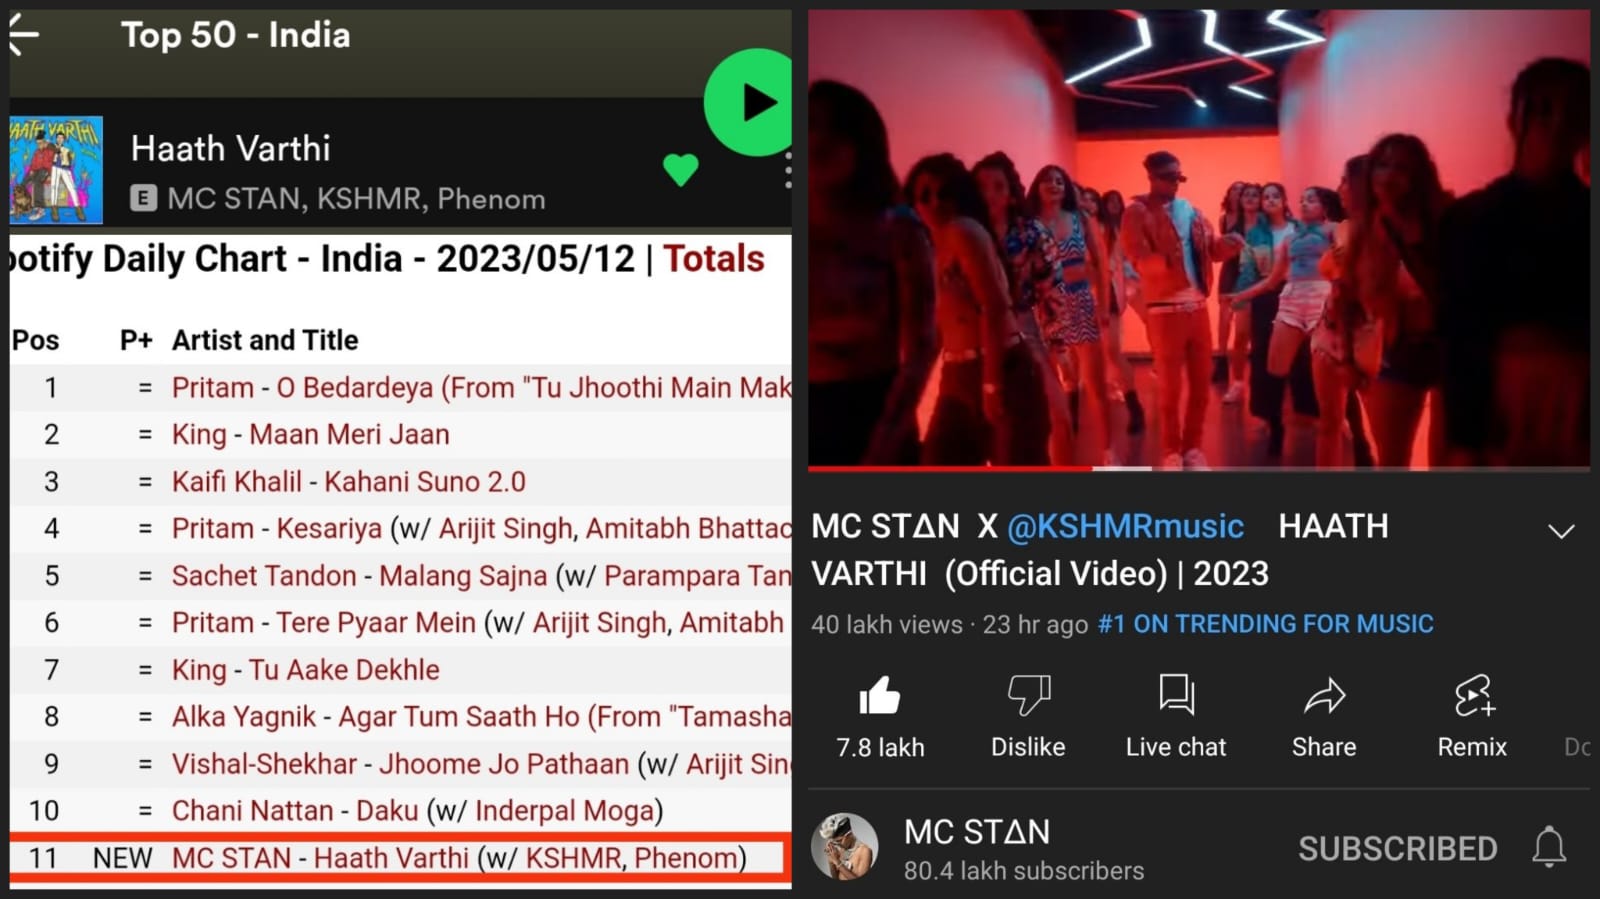 Top 50 - India
HAATH VARTHI
Haath Varthi
E MC STAN, KSHMR, Phenom
potify Daily Chart - India - 2023/05/12 | Totals
Pos P+ Artist and Title
1 = Pritam - O Bedardeya (From "Tu Jhoothi Main Mak
2 = King - Maan Meri Jaan
3 = Kaifi Khalil - Kahani Suno 2.0
4 = Pritam - Kesariya (w/ Arijit Singh, Amitabh Bhattac
5 = Sachet Tandon - Malang Sajna (w/ Parampara Tan
6 = Pritam - Tere Pyaar Mein (w/ Arijit Singh, Amitabh
7 = King - Tu Aake Dekhle
8 = Alka Yagnik - Agar Tum Saath Ho (From "Tamasha
9 = Vishal-Shekhar - Jhoome Jo Pathaan (w/ Arijit Sin
10 = Chani Nattan - Daku (w/ Inderpal Moga)
11 NEW MC STAN - Haath Varthi (w/ KSHMR, Phenom)
MC STΔN X @KSHMRmusic HAATH
VARTHI (Official Video) | 2023
40 lakh views · 23 hr ago #1 ON TRENDING FOR MUSIC
7.8 lakh Dislike Live chat Share Remix Do
MC STΔN
80.4 lakh subscribers
SUBSCRIBED